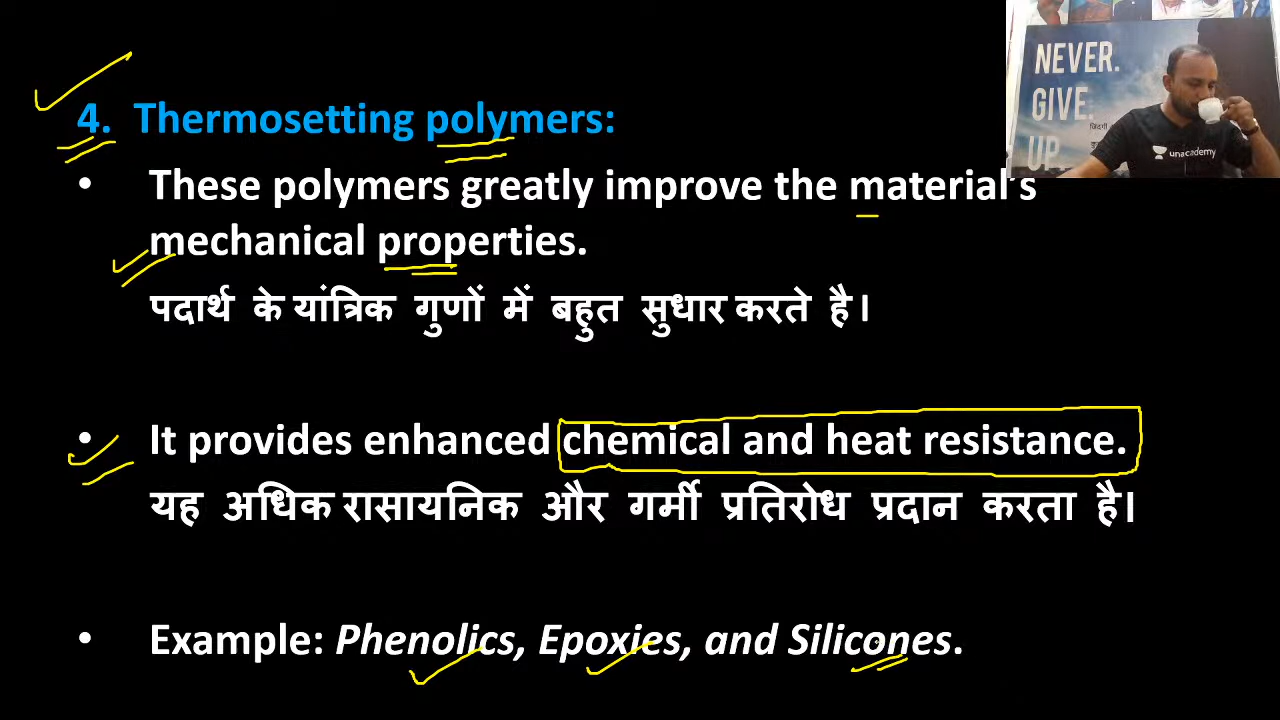 NEVER.
GIVE.
UP.
जिंदगी
unacademy
4. Thermosetting polymers:
• These polymers greatly improve the material's
mechanical properties.
पदार्थ के यांत्रिक गुणों में बहुत सुधार करते है।
• It provides enhanced chemical and heat resistance.
यह अधिक रासायनिक और गर्मी प्रतिरोध प्रदान करता है।
• Example: Phenolics, Epoxies, and Silicones.